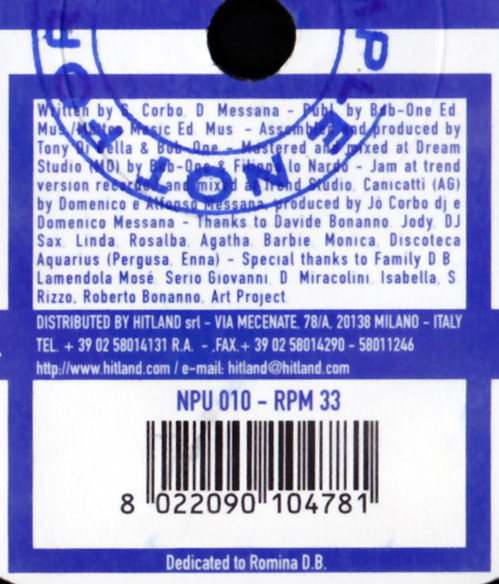 Written by G. Corbo, D. Messana - Publ. by Bob-One Ed.
Mus./ Music Ed. Mus. - Assembled and produced by
Tony Di Bella & Bob-One - Mastered and mixed at Dream
Studio (MO) by Bob-One & Filippo Lo Nardo - Jam at trend
version recorded and mixed at Trend Studio, Canicattì (AG)
by Domenico e Alfonso Messana, produced by Jò Corbo dj e
Domenico Messana - Thanks to Davide Bonanno, Jody, DJ
Sax, Linda, Rosalba, Agatha, Barbie, Monica, Discoteca
Aquarius (Pergusa, Enna) - Special thanks to Family D.B.,
Lamendola Mosé, Serio Giovanni, D. Miracolini, Isabella, S.
Rizzo, Roberto Bonanno, Art Project.
DISTRIBUTED BY HITLAND srl - VIA MECENATE, 78/A, 20138 MILANO - ITALY
TEL. + 39 02 58014131 R.A. - ,FAX.+ 39 02 58014290 - 58011246
http://www.hitland.com / e-mail: hitland@hitland.com
NPU 010 - RPM 33
8 022090 104781
Dedicated to Romina D.B.
NOT FOR